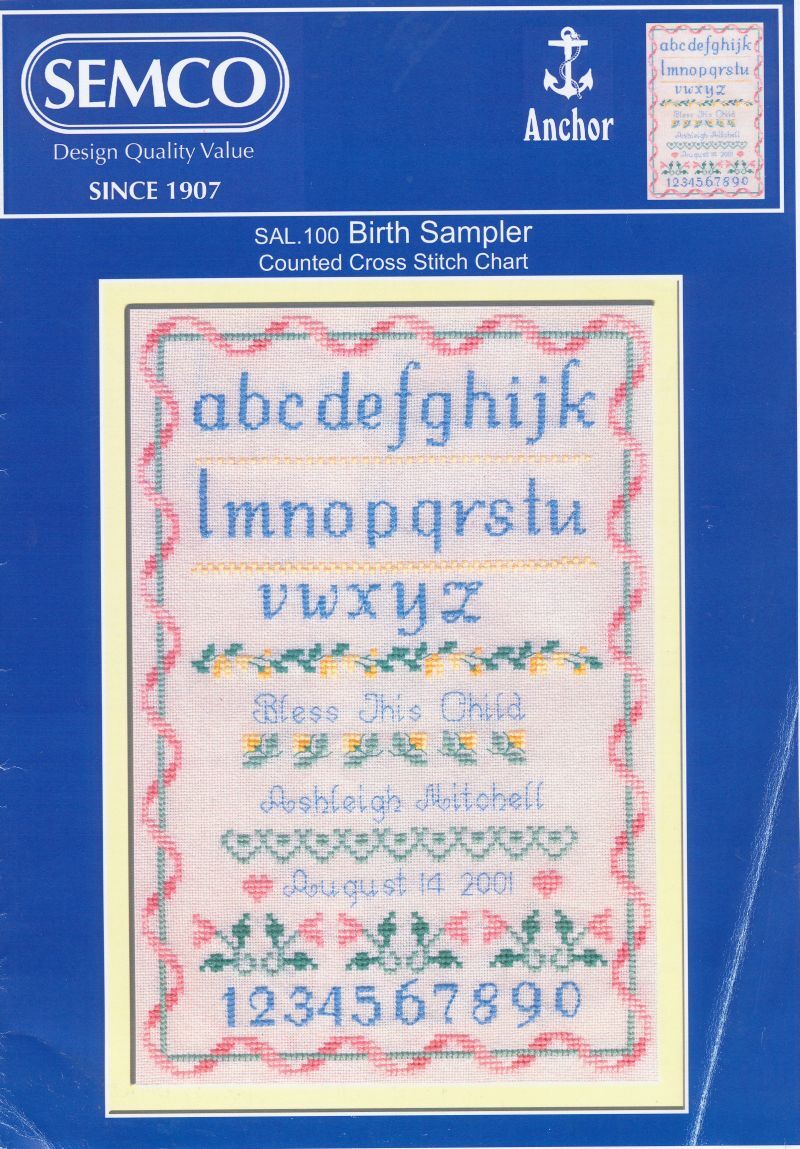 SEMCO
Design Quality Value
SINCE 1907
Anchor
abcdefghijk
lmnopqrstu
vwxyz
Bless This Child
Ashleigh Mitchell
August 14 2001
1234567890
SAL.100 Birth Sampler
Counted Cross Stitch Chart
abcdefghijk
lmnopqrstu
vwxyz
Bless This Child
Ashleigh Mitchell
August 14 2001
1234567890